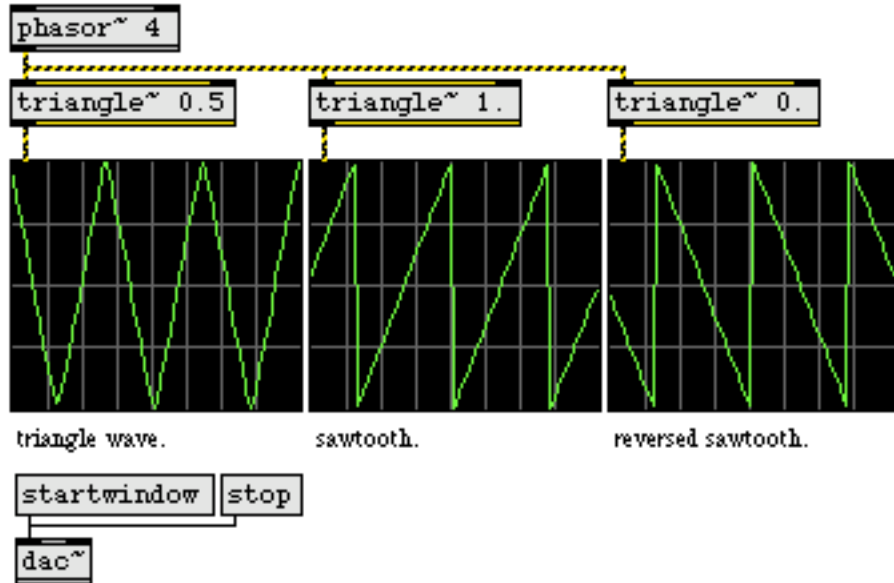 phasor~ 4
triangle~ 0.5 triangle~ 1. triangle~ 0.
triangle wave. sawtooth. reversed sawtooth.
startwindow stop
dac~